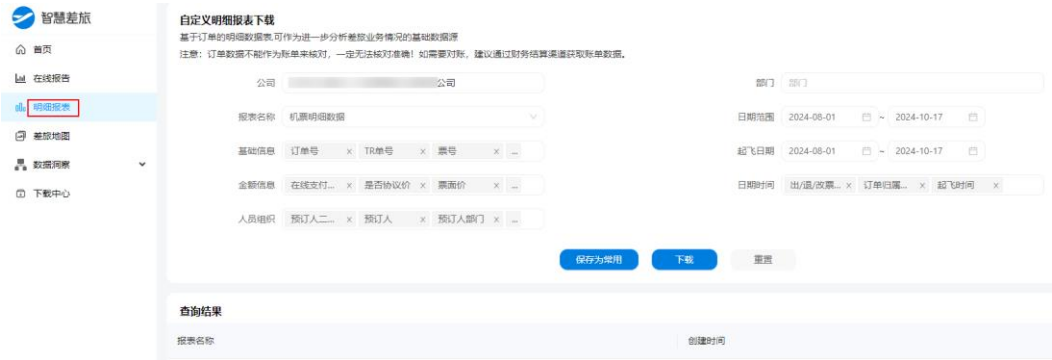 智慧差旅
首页
在线报告
明细报表
差旅地图
数据洞察
下载中心
自定义明细报表下载
基于订单的明细数据表,可作为进一步分析差旅业务情况的基础数据源
注意：订单数据不能作为账单来核对，一定无法核对准确！如需要对账，建议通过财务结算渠道获取账单数据。
公司 公司 部门 部门
报表名称 机票明细数据 日期范围 2024-08-01 ~ 2024-10-17
基础信息 订单号 × TR单号 × 票号 × ... 起飞日期 2024-08-01 ~ 2024-10-17
金额信息 在线支付... × 是否协议价 × 票面价 × ... 日期时间 出/退/改票... × 订单归属... × 起飞时间 ×
人员组织 预订人二... × 预订人 × 预订人部门 × ...
保存为常用 下载 重置
查询结果
报表名称 创建时间